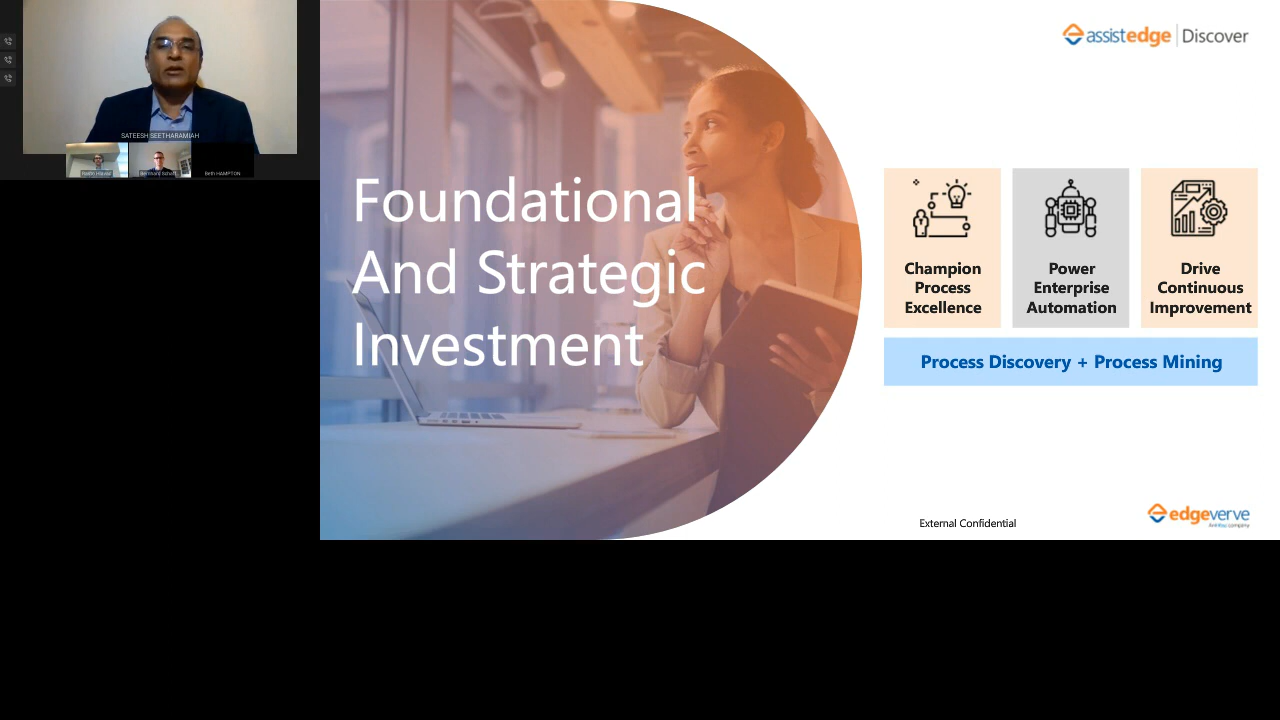 SATEESH SEETHARAMIAH
Beth HAMPTON
Foundational
And Strategic
Investment
assistedge | Discover
Champion
Process
Excellence
Power
Enterprise
Automation
Drive
Continuous
Improvement
Process Discovery + Process Mining
External Confidential
edgeverve